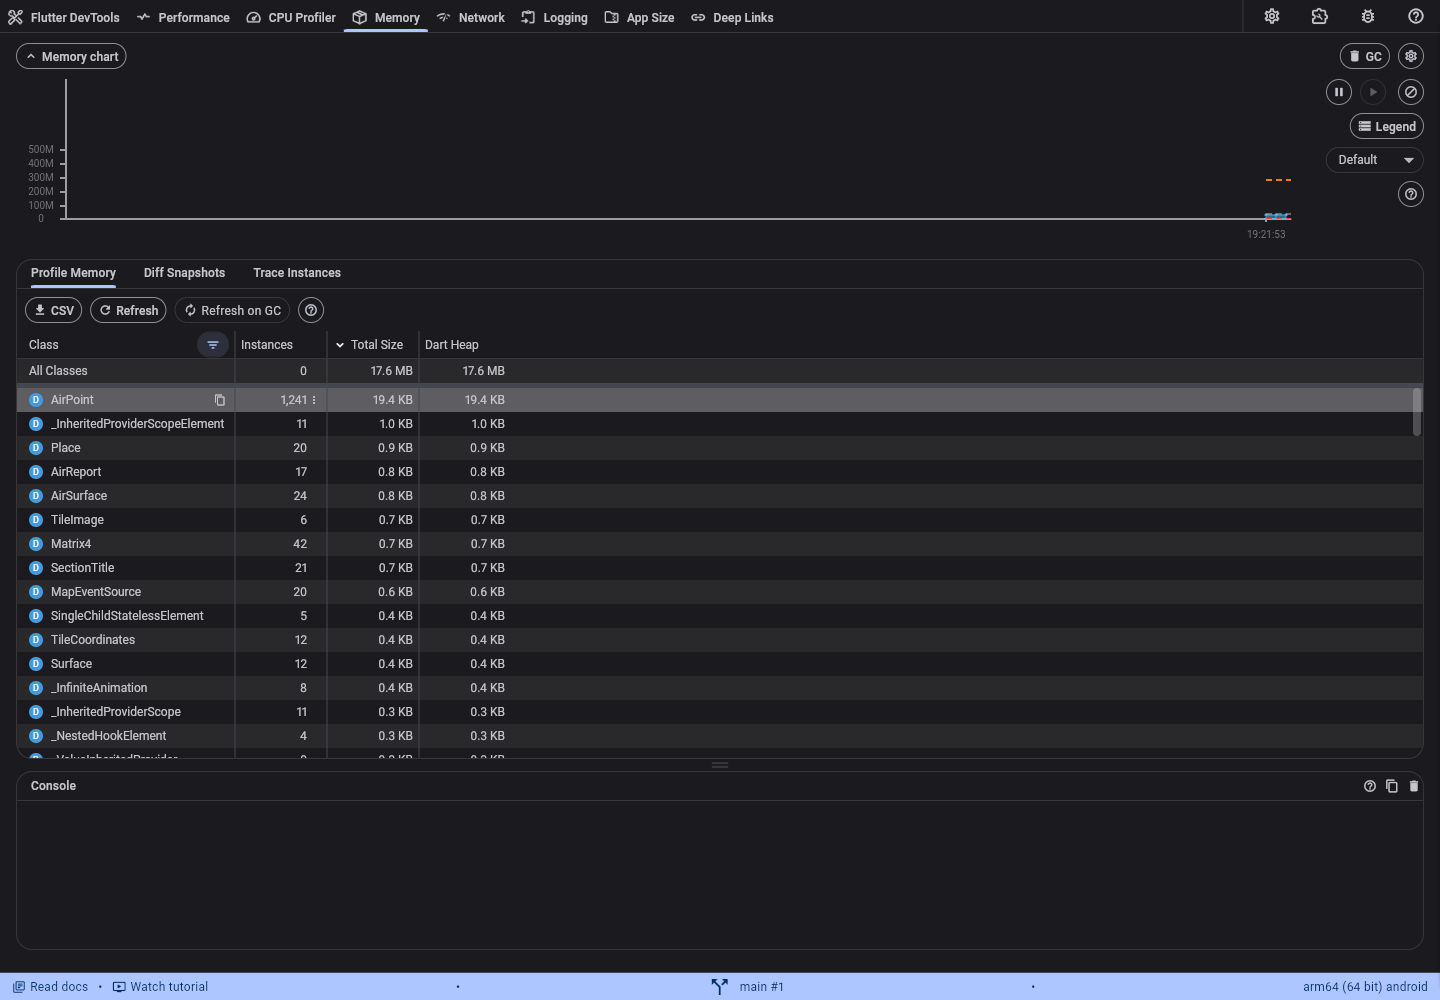 Flutter DevTools Performance CPU Profiler Memory Network Logging App Size Deep Links
Memory chart
GC
500M
400M
300M
200M
100M
0
19:21:53
Legend
Default
Profile Memory Diff Snapshots Trace Instances
CSV Refresh Refresh on GC
Class Instances Total Size Dart Heap
All Classes 0 17.6 MB 17.6 MB
D AirPoint 1,241 19.4 KB 19.4 KB
D _InheritedProviderScopeElement 11 1.0 KB 1.0 KB
D Place 20 0.9 KB 0.9 KB
D AirReport 17 0.8 KB 0.8 KB
D AirSurface 24 0.8 KB 0.8 KB
D TileImage 6 0.7 KB 0.7 KB
D Matrix4 42 0.7 KB 0.7 KB
D SectionTitle 21 0.7 KB 0.7 KB
D MapEventSource 20 0.6 KB 0.6 KB
D SingleChildStatelessElement 5 0.4 KB 0.4 KB
D TileCoordinates 12 0.4 KB 0.4 KB
D Surface 12 0.4 KB 0.4 KB
D _InfiniteAnimation 8 0.4 KB 0.4 KB
D _InheritedProviderScope 11 0.3 KB 0.3 KB
D _NestedHookElement 4 0.3 KB 0.3 KB
Console
Read docs • Watch tutorial • main #1 • arm64 (64 bit) android